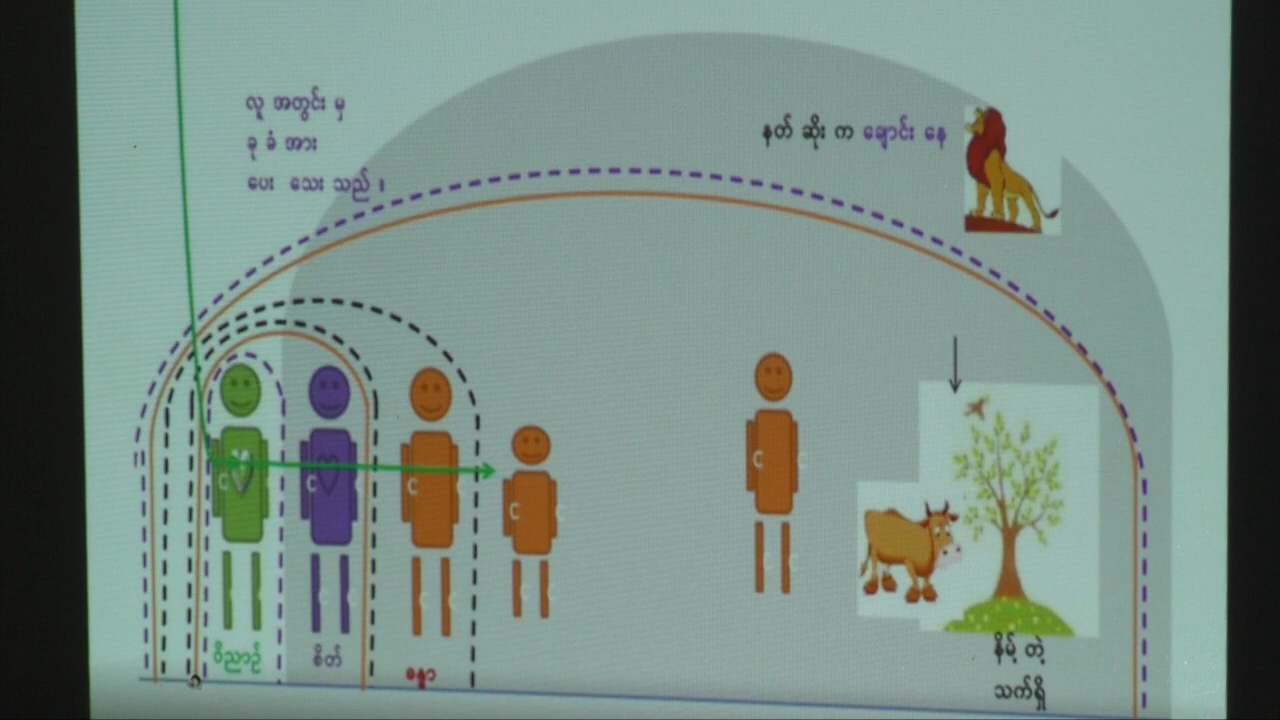 လူ အတွင်း မှ
ခု ခံ အား
ပေး သေး သည် ။
နတ် ဆိုး က ချောင်း နေ
ဝိညာဉ်
စိတ်
ခန္ဓာ
နိမ့် တဲ့
သက်ရှိ